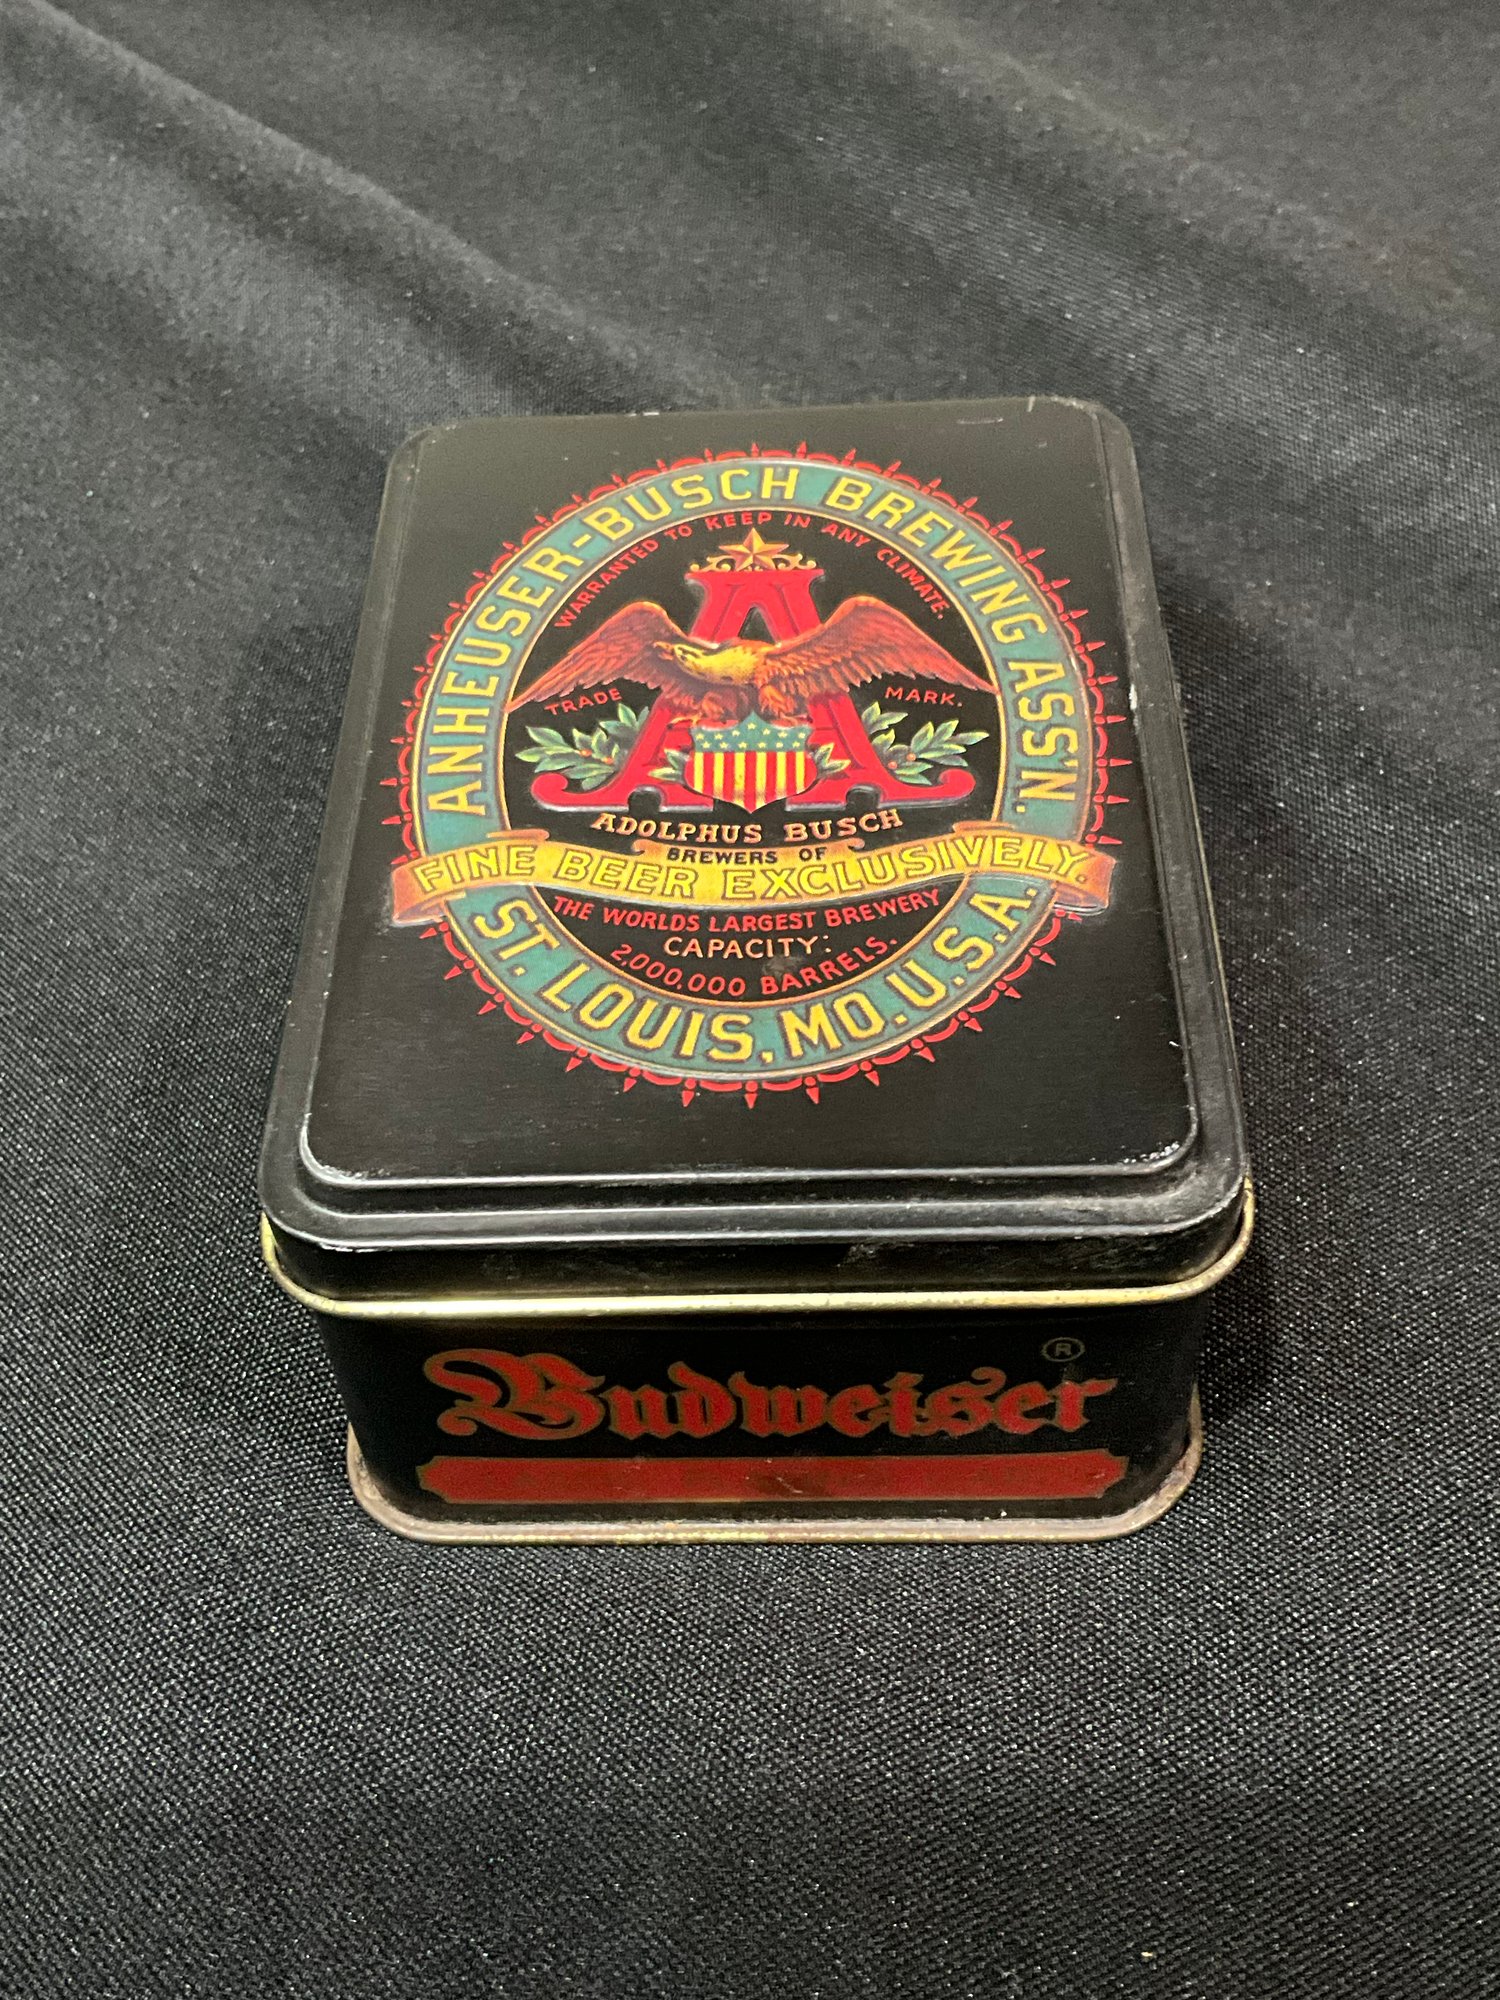 ANHEUSER-BUSCH BREWING ASS'N.
WARRANTED TO KEEP IN ANY CLIMATE.
A
TRADE MARK.
ADOLPHUS BUSCH
BREWERS OF
FINE BEER EXCLUSIVELY.
THE WORLDS LARGEST BREWERY
CAPACITY:
2,000,000 BARRELS.
ST. LOUIS, MO. U.S.A.
Budweiser ®